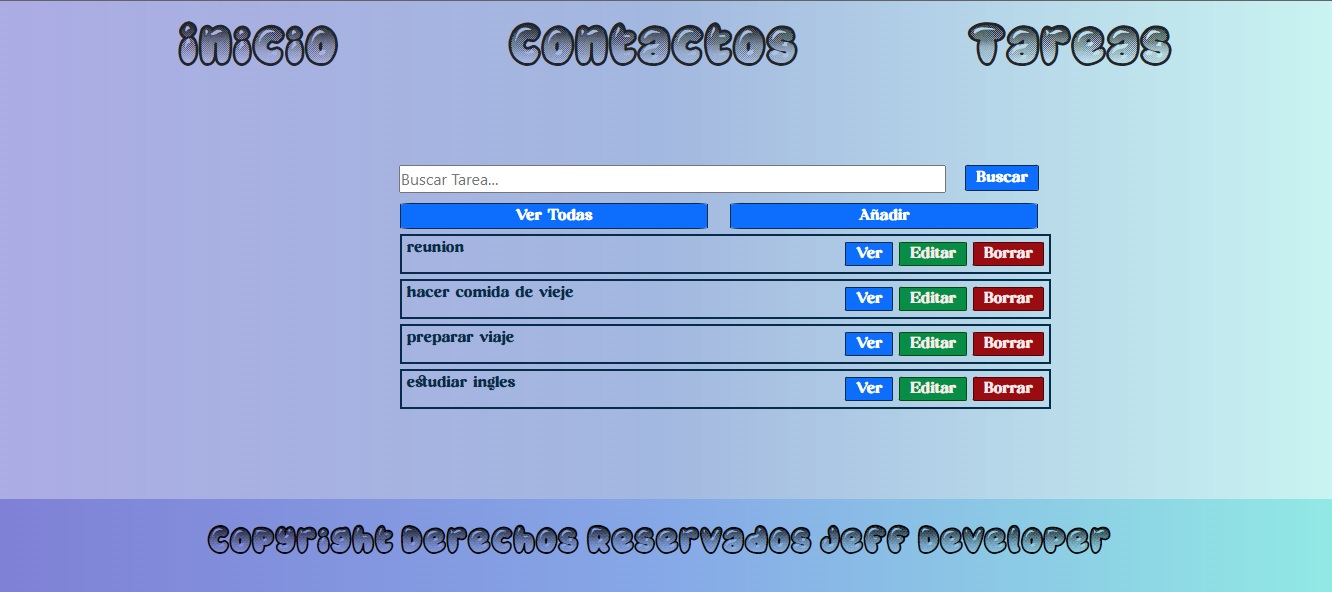 inicio Contactos Tareas
Buscar Tarea... Buscar
Ver Todas Añadir
reunion Ver Editar Borrar
hacer comida de vieje Ver Editar Borrar
preparar viaje Ver Editar Borrar
estudiar ingles Ver Editar Borrar
Copyright Derechos Reservados Jeff Developer